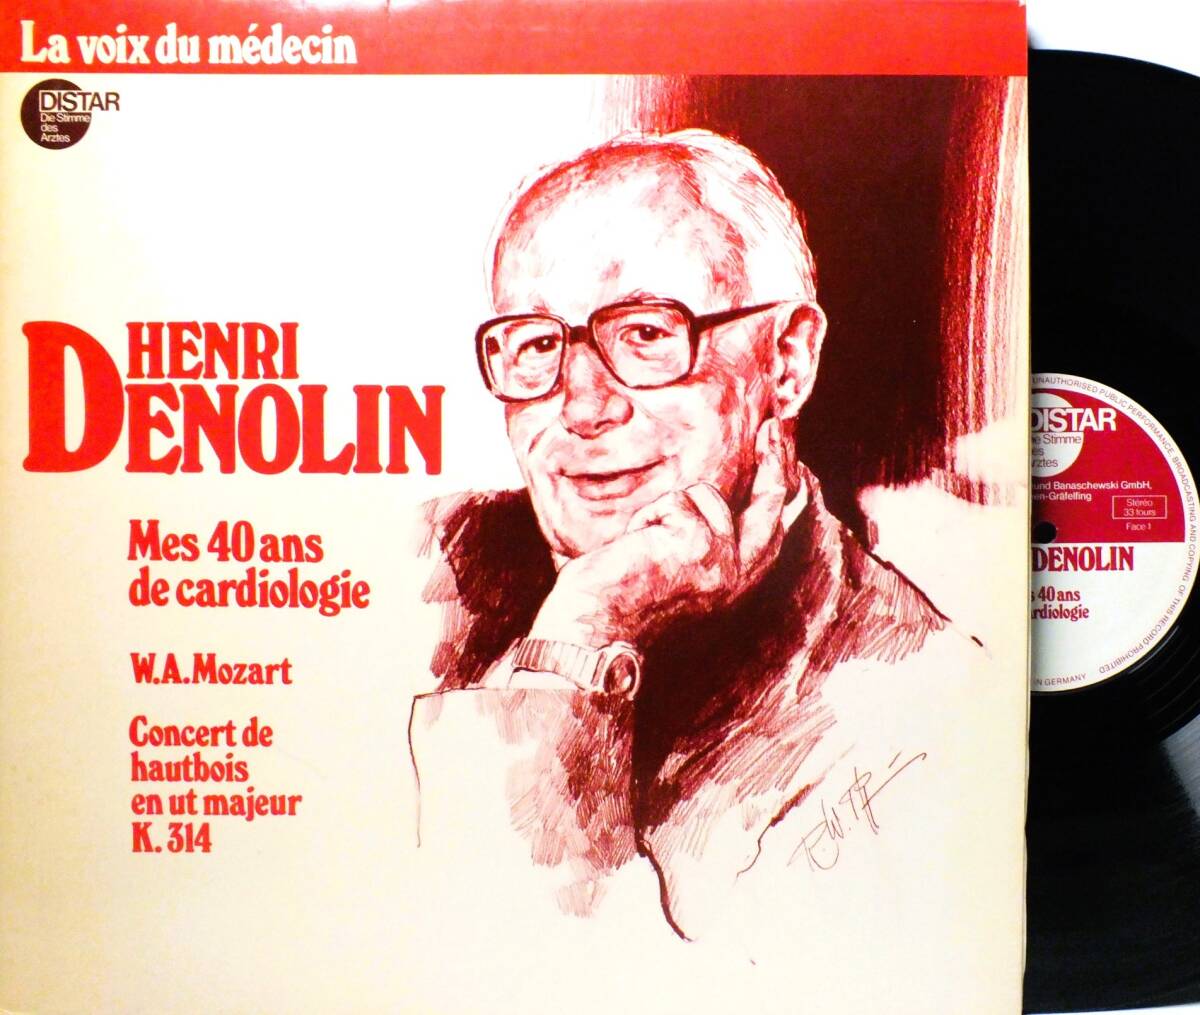 La voix du médecin
DISTAR
Die Stimme
des
Arztes
HENRI
DENOLIN
Mes 40 ans
de cardiologie
W.A.Mozart
Concert de
hautbois
en ut majeur
K. 314
UNAUTHORISED PUBLIC PERFORMANCE, BROADCASTING AND COPYING OF THIS RECORD PROHIBITED
DISTAR
Stimme
und Banaschewski GmbH,
Gräfelfing
Stéréo
33 tours
Face 1
DENOLIN
40 ans
IN GERMANY